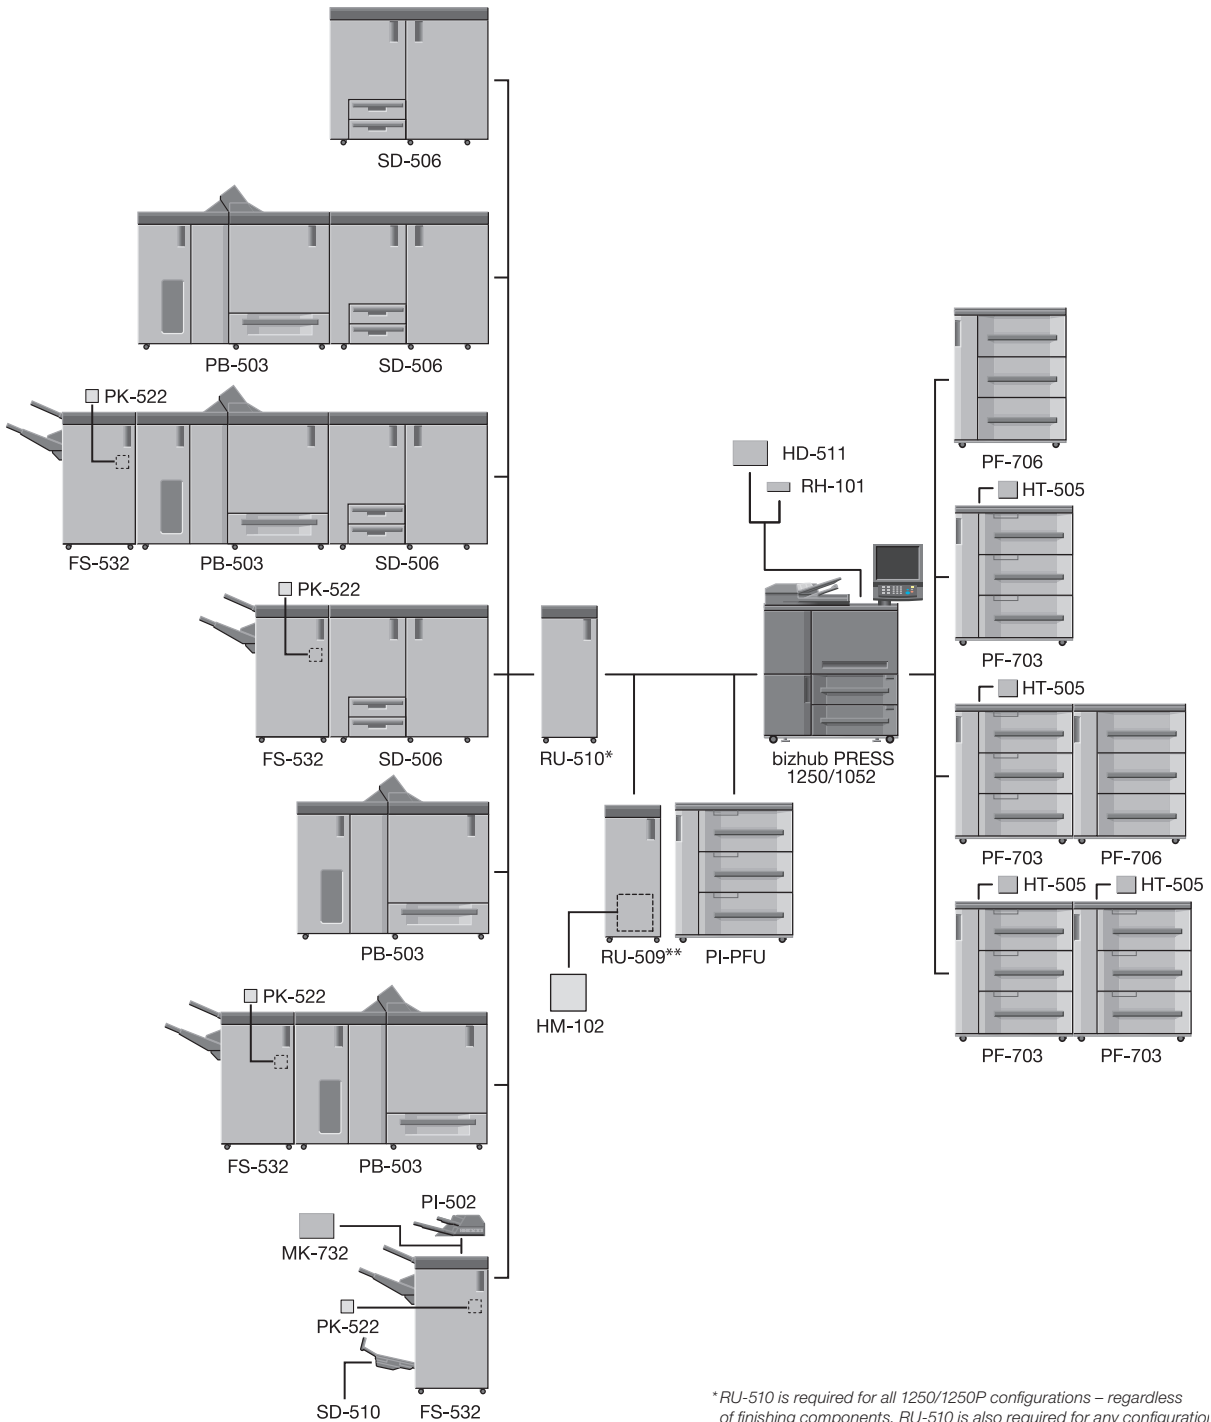 SD-506
PB-503
SD-506
PK-522
FS-532
PB-503
SD-506
PK-522
FS-532
SD-506
PB-503
PK-522
FS-532
PB-503
PI-502
MK-732
PK-522
SD-510
FS-532
RU-510*
RU-509**
PI-PFU
HM-102
HD-511
RH-101
bizhub PRESS
1250/1052
PF-706
HT-505
PF-703
HT-505
PF-703
PF-706
HT-505
HT-505
PF-703
PF-703
*RU-510 is required for all 1250/1250P configurations – regardless
of finishing components. RU-510 is also required for any configuration